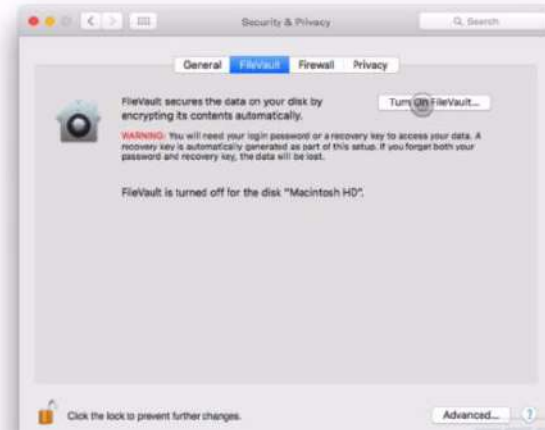 Security & Privacy
Search
General FileVault Firewall Privacy
FileVault secures the data on your disk by
encrypting its contents automatically.
Turn On FileVault...
WARNING: You will need your login password or a recovery key to access your data. A
recovery key is automatically generated as part of this setup. If you forget both your
password and recovery key, the data will be lost.
FileVault is turned off for the disk "Macintosh HD".
Click the lock to prevent further changes.
Advanced...
?